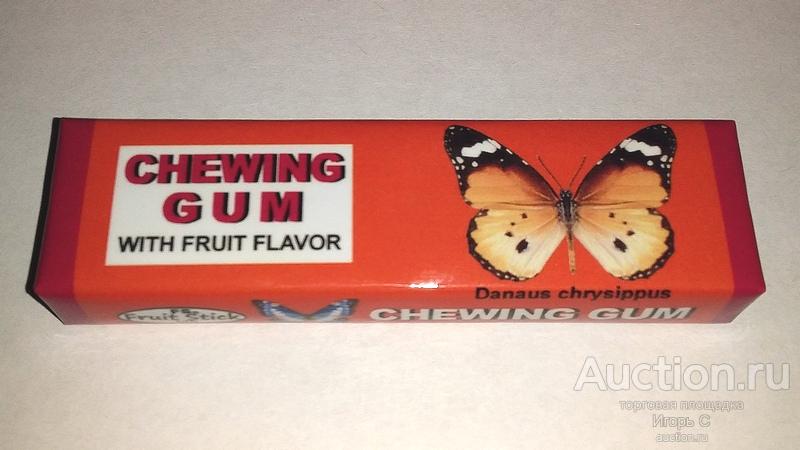 CHEWING
GUM
WITH FRUIT FLAVOR
Danaus chrysippus
Fruit Stick
CHEWING GUM
Auction.ru
торговая площадка
Игорь С
auction.ru